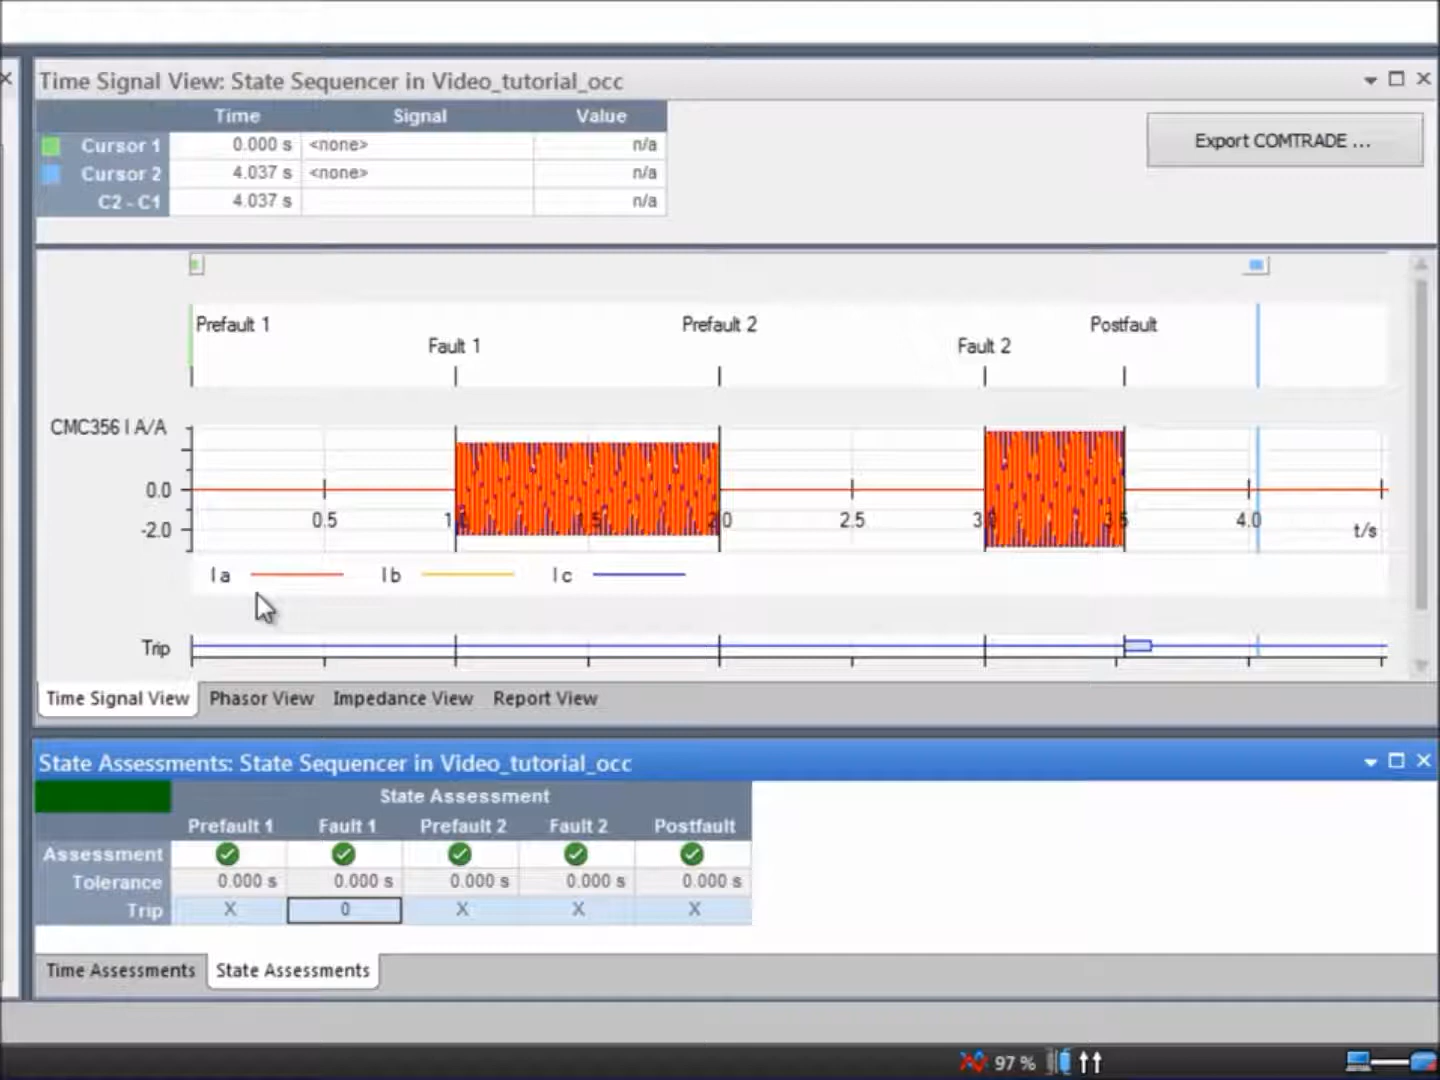 Time Signal View: State Sequencer in Video_tutorial_occ
Time Signal Value
Cursor 1 0.000 s <none> n/a
Cursor 2 4.037 s <none> n/a
C2 - C1 4.037 s n/a
Export COMTRADE ...
Prefault 1 Prefault 2 Postfault
Fault 1 Fault 2
CMC356 I A/A
0.0
0.5 2.0 2.5 4.0
-2.0 t/s
I a I b I c
Trip
Time Signal View Phasor View Impedance View Report View
State Assessments: State Sequencer in Video_tutorial_occ
State Assessment
Prefault 1 Fault 1 Prefault 2 Fault 2 Postfault
Assessment
Tolerance 0.000 s 0.000 s 0.000 s 0.000 s 0.000 s
Trip X 0 X X X
Time Assessments State Assessments
97 %